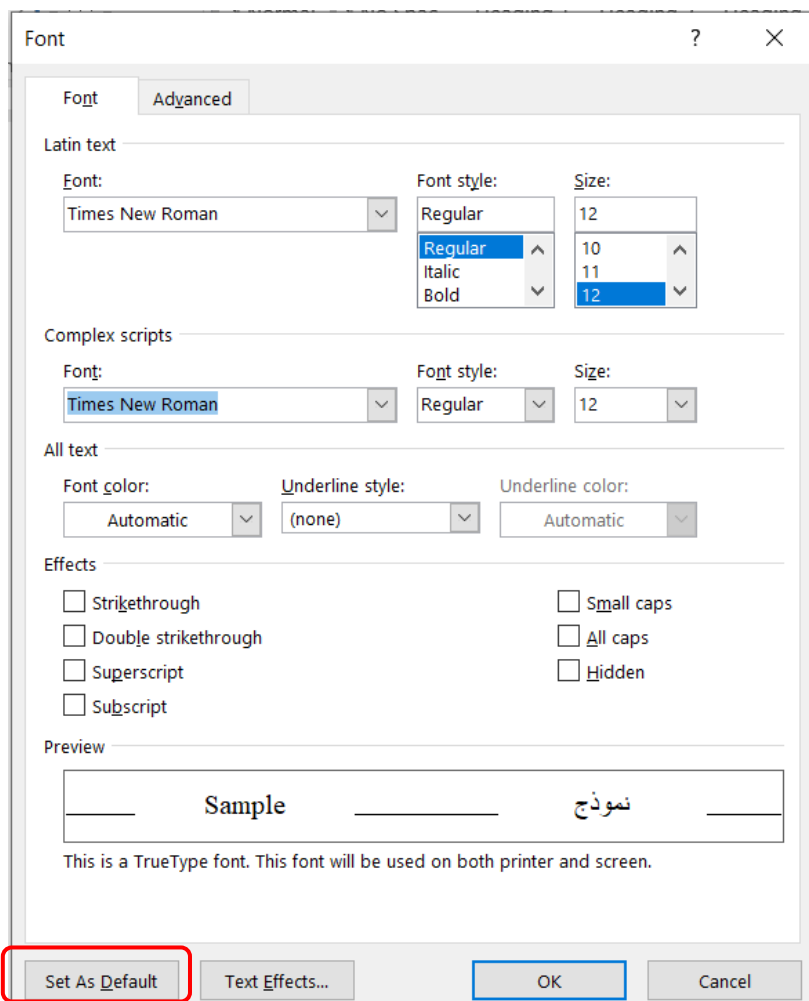 Font ?
Font Advanced
Latin text
Font: Font style: Size:
Times New Roman Regular 12
Regular 10
Italic 11
Bold 12
Complex scripts
Font: Font style: Size:
Times New Roman Regular 12
All text
Font color: Underline style: Underline color:
Automatic (none) Automatic
Effects
Strikethrough Small caps
Double strikethrough All caps
Superscript Hidden
Subscript
Preview
Sample نموذج
This is a TrueType font. This font will be used on both printer and screen.
Set As Default Text Effects... OK Cancel